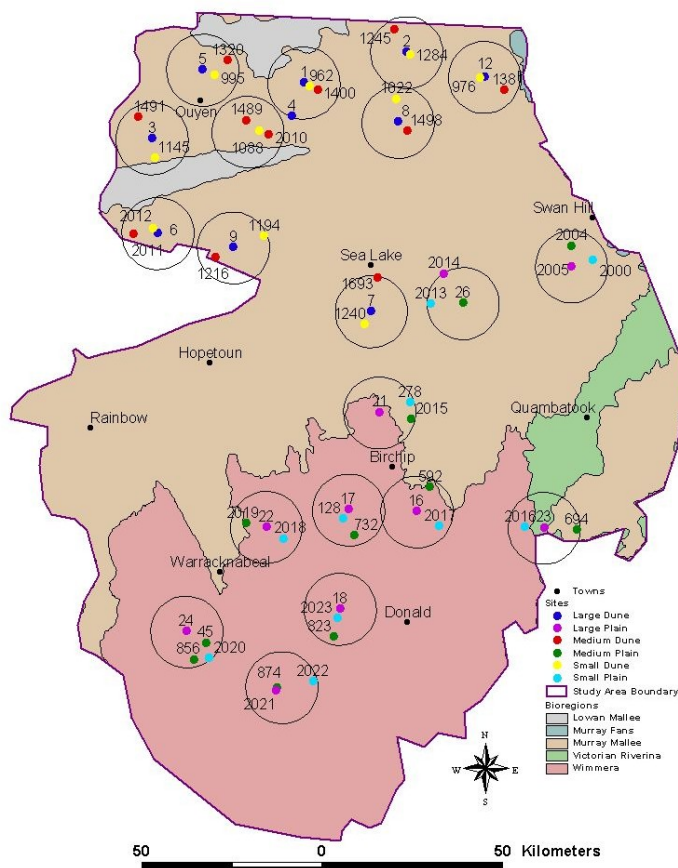 1245
2
1284
1320
5
995
1
962
1400
12
976
1381
1022
8
1498
Ouyen
1491
3
1145
1489
4
2010
1088
2012
6
2011
9
1194
1216
Swan Hill
2004
2005
2000
Sea Lake
1693
7
1240
2014
2013
26
Hopetoun
278
21
2015
Rainbow
Quambatook
Birchip
592
2019
22
2018
17
128
732
16
2017
2016
23
694
Warracknabeal
24
45
856
2020
18
2023
823
Donald
874
2021
2022
Towns
Sites
Large Dune
Large Plain
Medium Dune
Medium Plain
Small Dune
Small Plain
Study Area Boundary
Bioregions
Lowan Mallee
Murray Fans
Murray Mallee
Victorian Riverina
Wimmera
N
W E
S
50 0 50 Kilometers